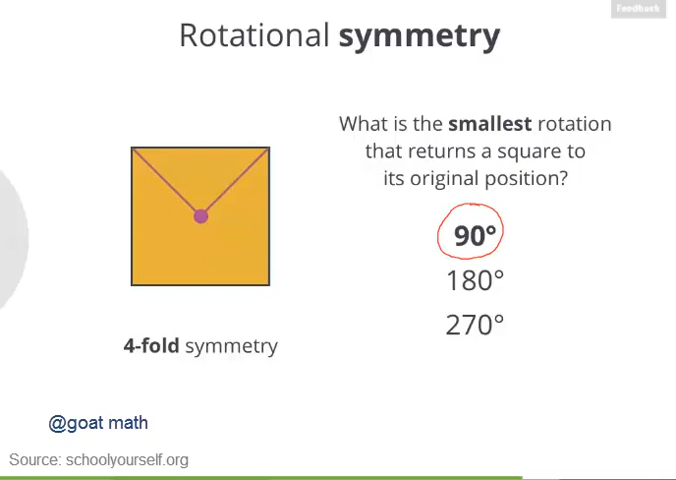 Feedback
Rotational symmetry
What is the smallest rotation
that returns a square to
its original position?
90°
180°
270°
4-fold symmetry
@goat math
Source: schoolyourself.org